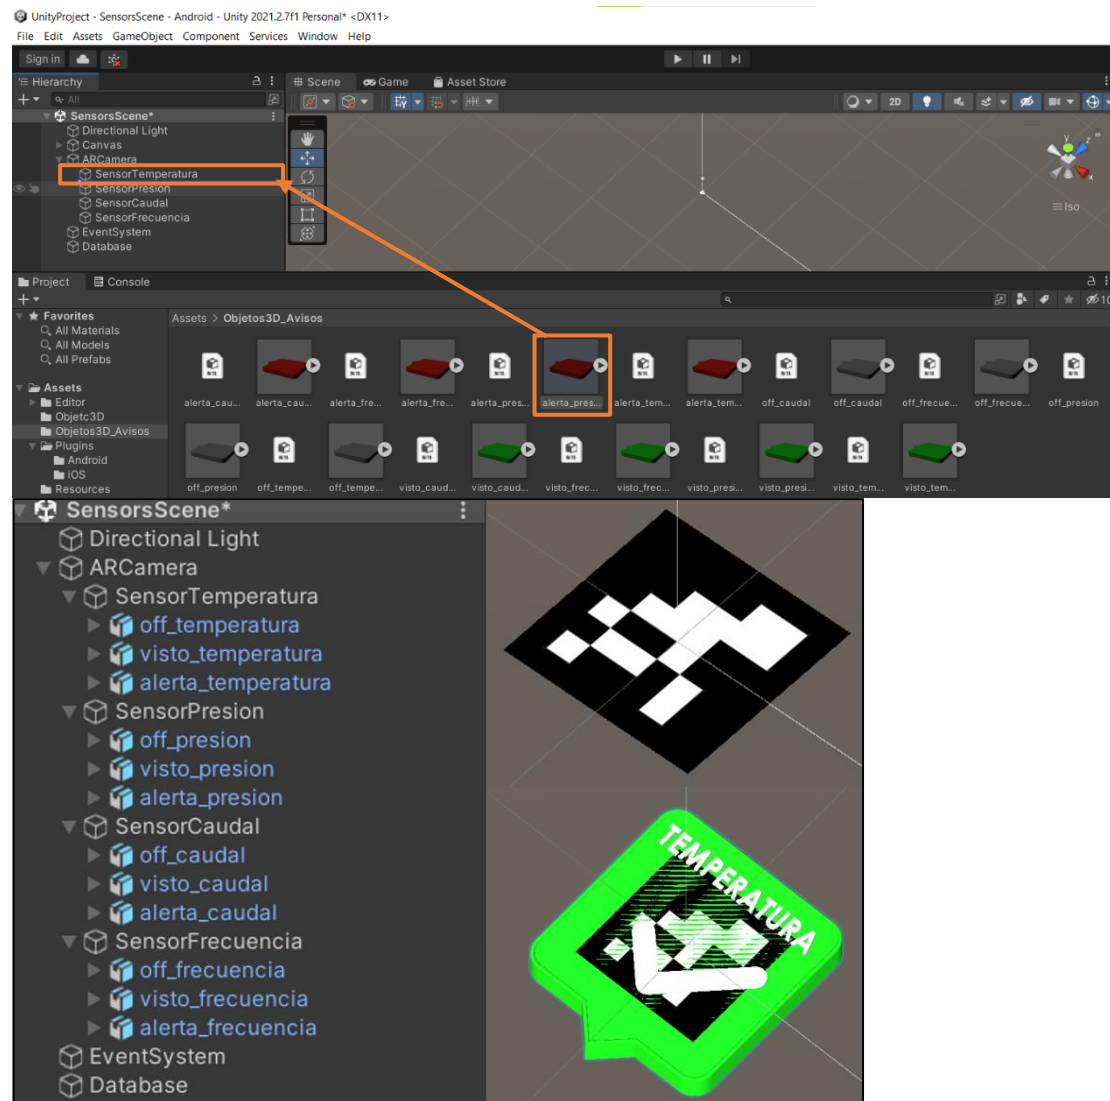 UnityProject - SensorsScene - Android - Unity 2021.2.7f1 Personal* <DX11>
File Edit Assets GameObject Component Services Window Help
Sign in
Hierarchy
Scene Game Asset Store
All
2D
SensorsScene*
Directional Light
Canvas
ARCamera
SensorTemperatura
SensorPresion
SensorCaudal
SensorFrecuencia
EventSystem
Database
y
z
x
Iso
Project Console
10
Favorites
All Materials
All Models
All Prefabs
Assets
Editor
Objetc3D
Objetos3D_Avisos
Plugins
Android
iOS
Resources
Assets > Objetos3D_Avisos
alerta_cau... alerta_cau... alerta_fre... alerta_fre... alerta_pres... alerta_pres... alerta_tem... alerta_tem... off_caudal off_caudal off_frecue... off_frecue... off_presion
off_presion off_tempe... off_tempe... visto_caud... visto_caud... visto_frec... visto_frec... visto_presi... visto_presi... visto_tem... visto_tem...
SensorsScene*
Directional Light
ARCamera
SensorTemperatura
off_temperatura
visto_temperatura
alerta_temperatura
SensorPresion
off_presion
visto_presion
alerta_presion
SensorCaudal
off_caudal
visto_caudal
alerta_caudal
SensorFrecuencia
off_frecuencia
visto_frecuencia
alerta_frecuencia
EventSystem
Database
TEMPERATURA